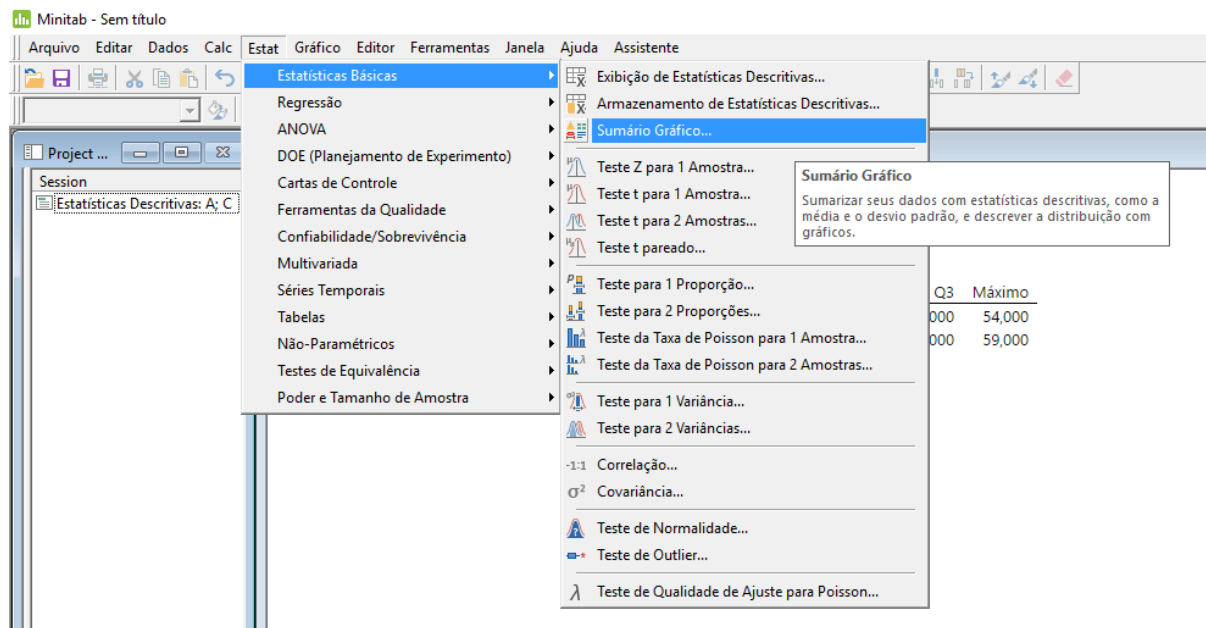 Minitab - Sem título
Arquivo Editar Dados Calc Estat Gráfico Editor Ferramentas Janela Ajuda Assistente
Project ...
Session
Estatísticas Descritivas: A; C
Estatísticas Básicas
Regressão
ANOVA
DOE (Planejamento de Experimento)
Cartas de Controle
Ferramentas da Qualidade
Confiabilidade/Sobrevivência
Multivariada
Séries Temporais
Tabelas
Não-Paramétricos
Testes de Equivalência
Poder e Tamanho de Amostra
Exibição de Estatísticas Descritivas...
Armazenamento de Estatísticas Descritivas...
Sumário Gráfico...
Teste Z para 1 Amostra...
Teste t para 1 Amostra...
Teste t para 2 Amostras...
Teste t pareado...
Teste para 1 Proporção...
Teste para 2 Proporções...
Teste da Taxa de Poisson para 1 Amostra...
Teste da Taxa de Poisson para 2 Amostras...
Teste para 1 Variância...
Teste para 2 Variâncias...
-1:1 Correlação...
σ² Covariância...
Teste de Normalidade...
Teste de Outlier...
λ Teste de Qualidade de Ajuste para Poisson...
Sumário Gráfico
Sumarizar seus dados com estatísticas descritivas, como a
média e o desvio padrão, e descrever a distribuição com
gráficos.
Q3 Máximo
000 54,000
000 59,000